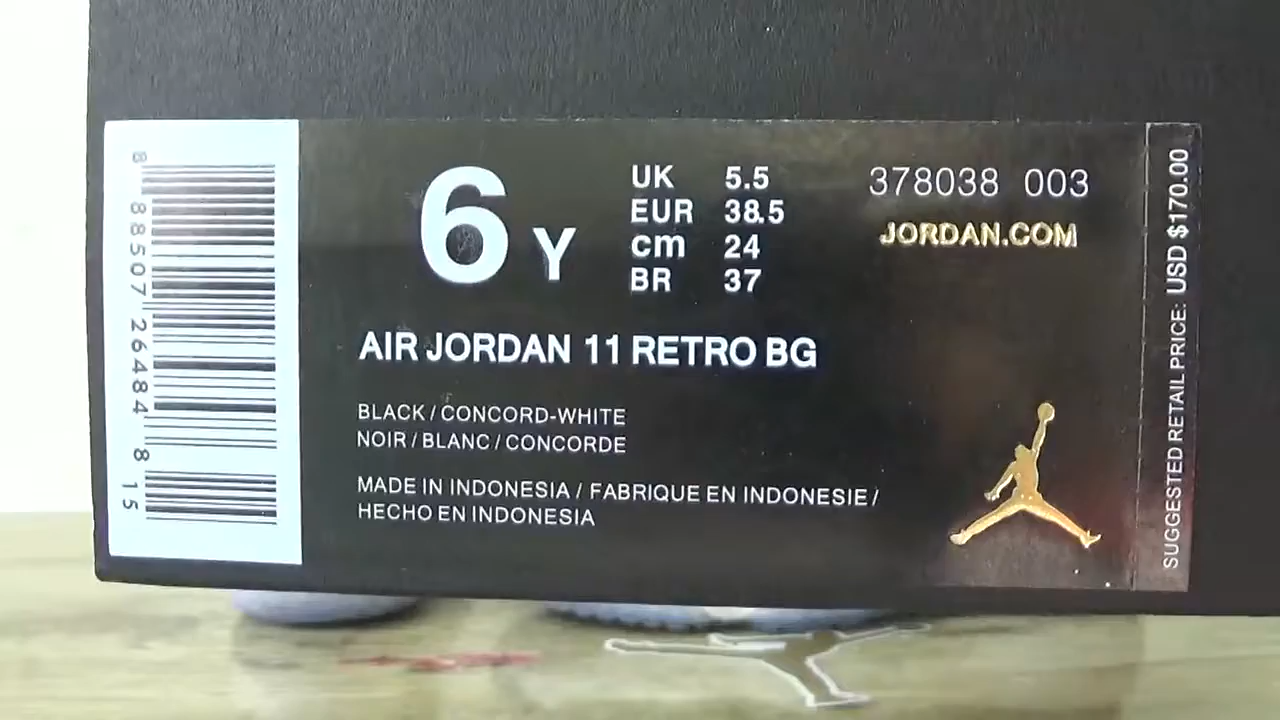 8 88507 26484 8 15
6 Y
UK 5.5
EUR 38.5
cm 24
BR 37
378038 003
JORDAN.COM
AIR JORDAN 11 RETRO BG
BLACK / CONCORD-WHITE
NOIR / BLANC / CONCORDE
MADE IN INDONESIA / FABRIQUE EN INDONESIE /
HECHO EN INDONESIA
SUGGESTED RETAIL PRICE: USD $170.00